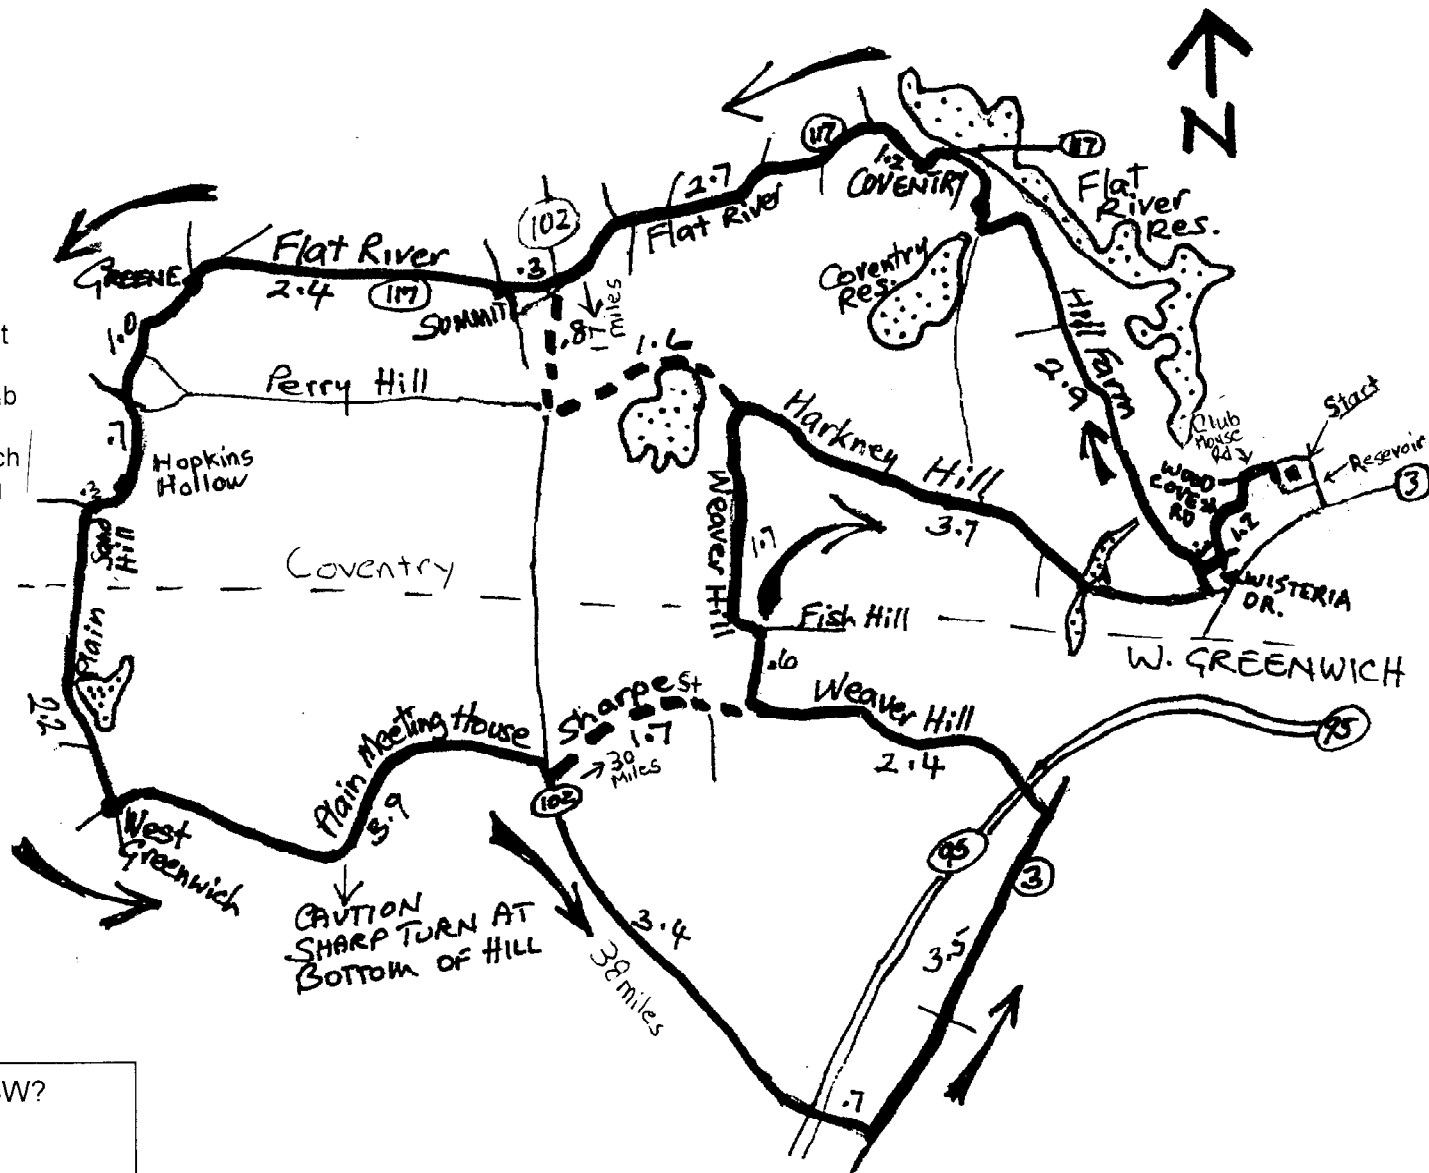 N
117
117
1.2
COVENTRY
Flat
River
Res.
2.7
Flat River
102
Flat River
.3
GREENE
2.4
117
SUMMIT
Coventry
Res.
miles
.8
1.6
1.0
Perry Hill
Hill Farm
2.9
Start
Club
House
Rd
Reservoir
3
WOOD
COVE
RD
1.2
t
b
ch
.7
Hopkins
Hollow
.3
Sand
Hill
Harkney Hill
3.7
Weaver Hill
1.7
Coventry
WISTERIA
DR.
Fish Hill
W. GREENWICH
.6
Plain
2.2
Sharpe St
1.7
30
Miles
Weaver Hill
2.4
95
Plain Meeting House
3.9
102
West
Greenwich
95
3
CAUTION
SHARP TURN AT
BOTTOM OF HILL
3.4
38 miles
3.5
.7
W?